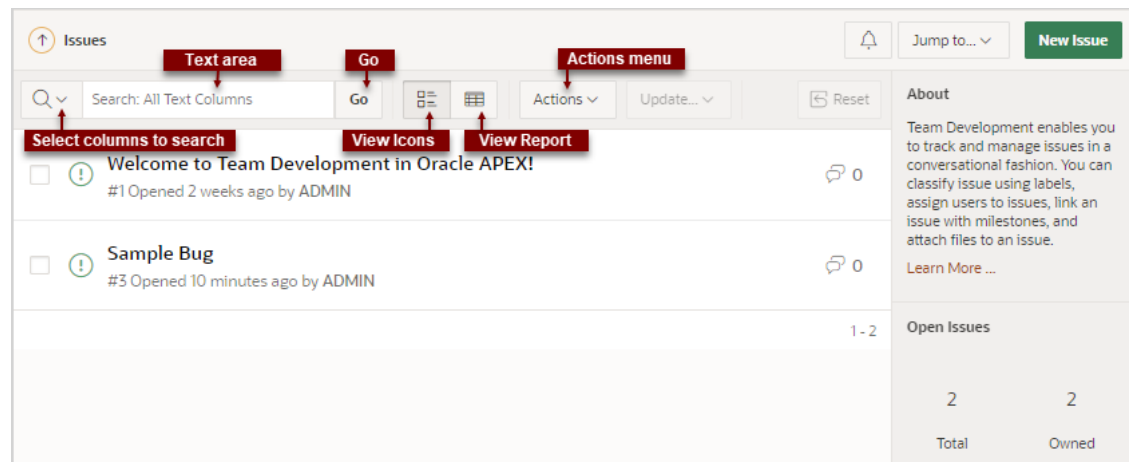 Issues
Jump to...
New Issue
Text area
Go
Actions menu
Search: All Text Columns
Go
Actions
Update...
Reset
Select columns to search
View Icons
View Report
Welcome to Team Development in Oracle APEX!
#1 Opened 2 weeks ago by ADMIN
0
Sample Bug
#3 Opened 10 minutes ago by ADMIN
0
1 - 2
About
Team Development enables you
to track and manage issues in a
conversational fashion. You can
classify issue using labels,
assign users to issues, link an
issue with milestones, and
attach files to an issue.
Learn More ...
Open Issues
2
2
Total
Owned